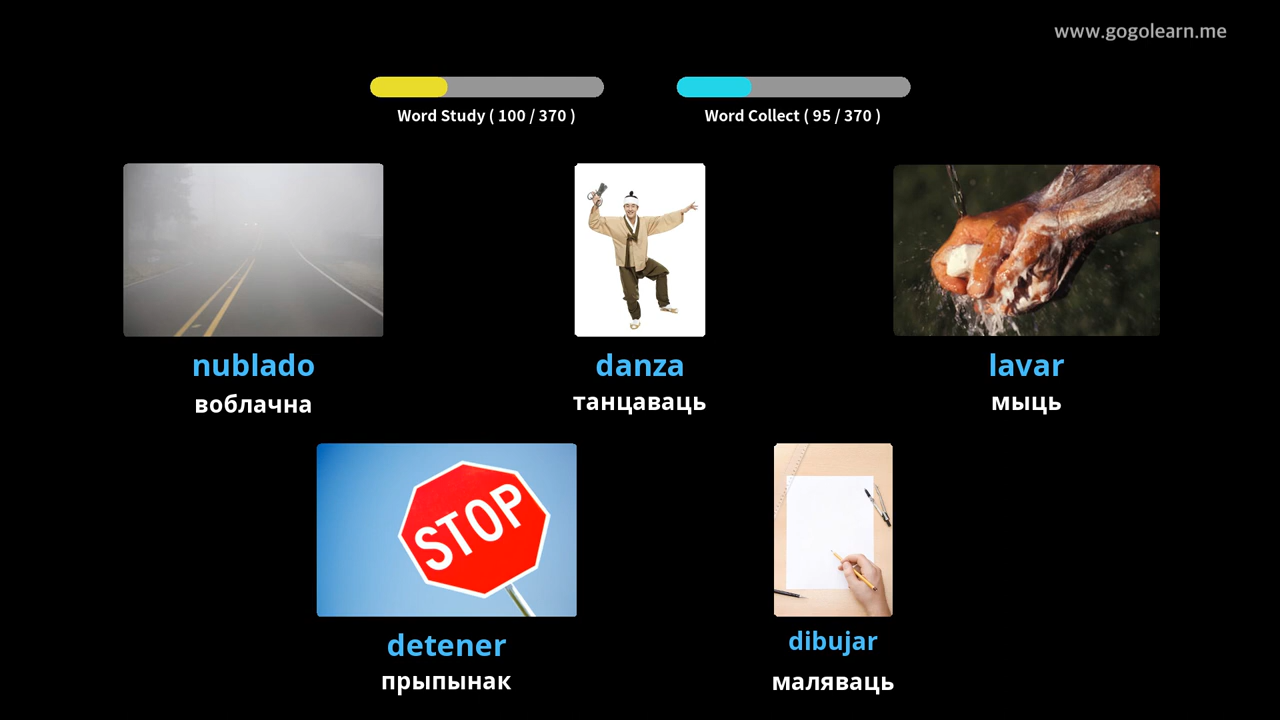 www.gogolearn.me
Word Study ( 100 / 370 )
Word Collect ( 95 / 370 )
nublado
воблачна
danza
танцаваць
lavar
мыць
STOP
detener
прыпынак
dibujar
маляваць